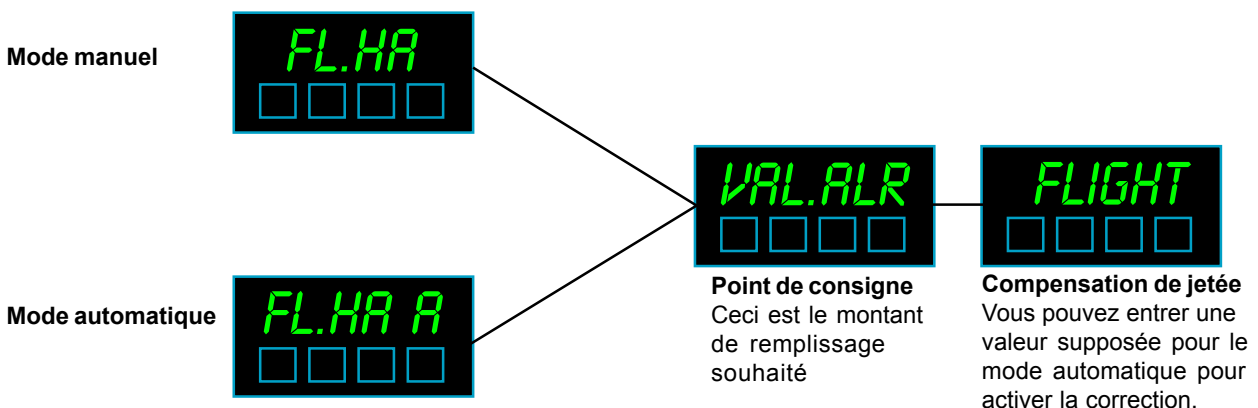 Mode manuel
FL.HA
VAL.ALR
FLIGHT
Mode automatique
FL.HA A
Point de consigne
Ceci est le montant
de remplissage
souhaité
Compensation de jetée
Vous pouvez entrer une
valeur supposée pour le
mode automatique pour
activer la correction.